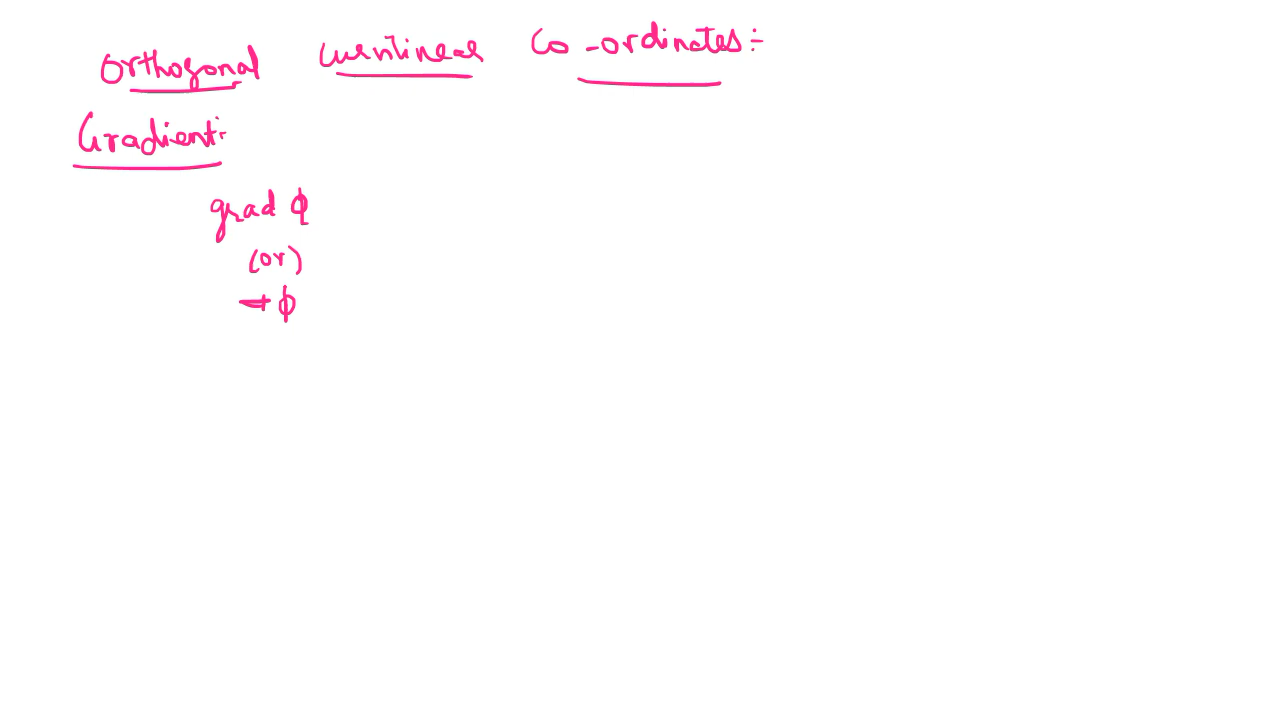 Orthogonal Curvilinear Co-ordinates:-
Gradient:-
grad ϕ
(or)
ϕ